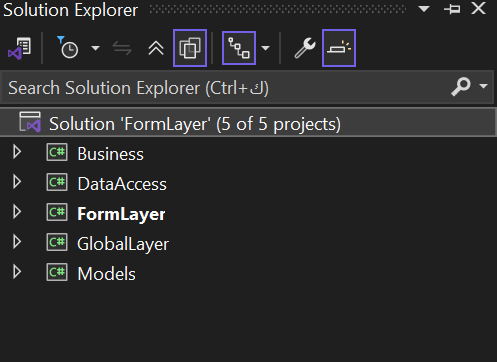 Solution Explorer
Search Solution Explorer (Ctrl+ك)
Solution 'FormLayer' (5 of 5 projects)
C# Business
C# DataAccess
C# FormLayer
C# GlobalLayer
C# Models